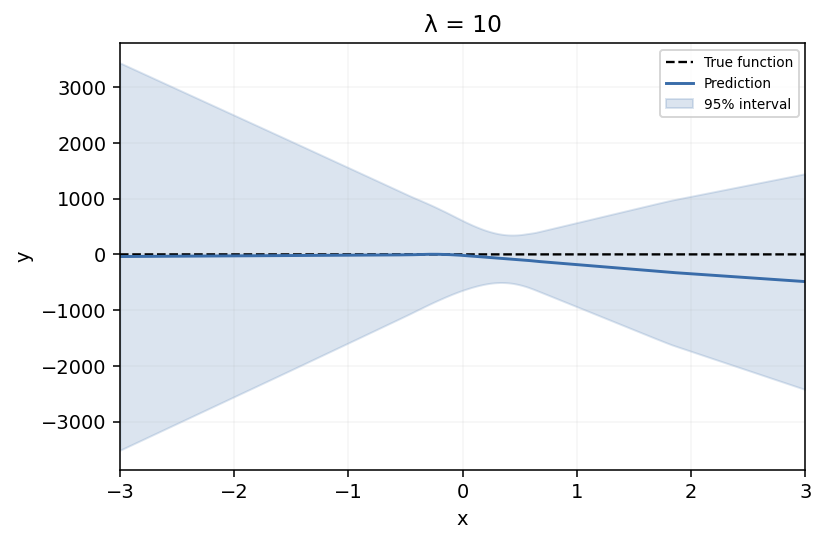 λ = 10
True function
Prediction
95% interval
3000
2000
1000
0
−1000
−2000
−3000
y
−3 −2 −1 0 1 2 3
x